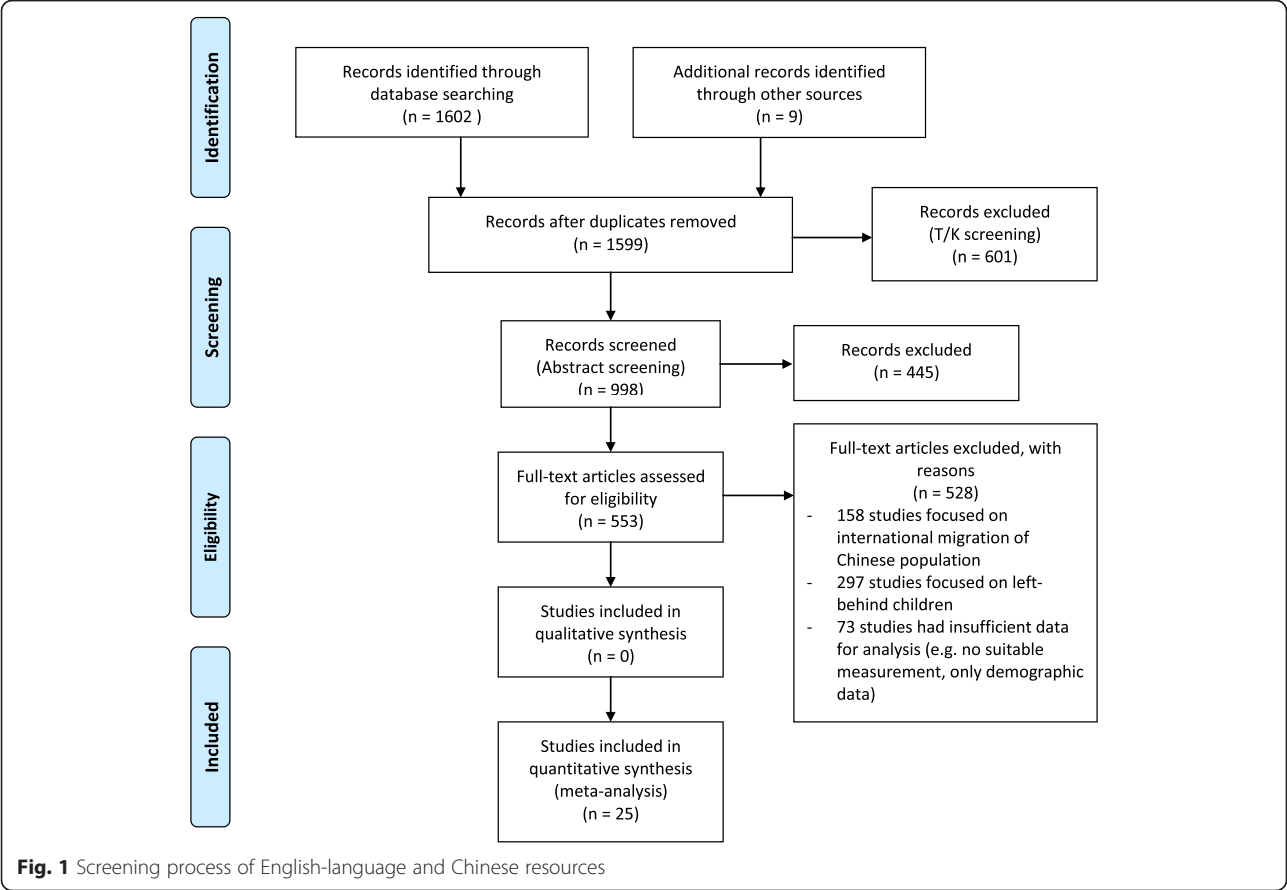 Identification
Records identified through
database searching
(n = 1602 )
Additional records identified
through other sources
(n = 9)
Records after duplicates removed
(n = 1599)
Records excluded
(T/K screening)
(n = 601)
Screening
Records screened
(Abstract screening)
(n = 998)
Records excluded
(n = 445)
Eligibility
Full-text articles assessed
for eligibility
(n = 553)
Full-text articles excluded, with
reasons
(n = 528)
- 158 studies focused on
international migration of
Chinese population
- 297 studies focused on left-
behind children
- 73 studies had insufficient data
for analysis (e.g. no suitable
measurement, only demographic
data)
Studies included in
qualitative synthesis
(n = 0)
Included
Studies included in
quantitative synthesis
(meta-analysis)
(n = 25)
Fig. 1 Screening process of English-language and Chinese resources